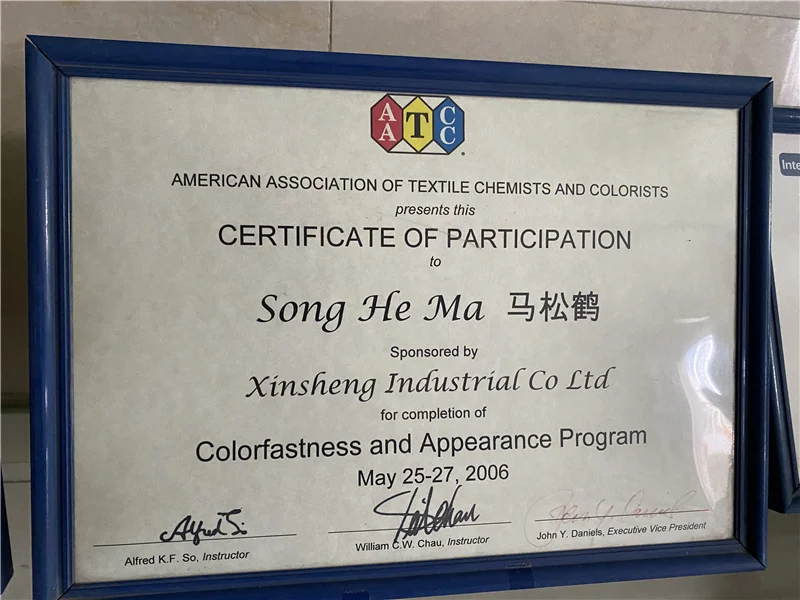 AATCC
AMERICAN ASSOCIATION OF TEXTILE CHEMISTS AND COLORISTS
presents this
CERTIFICATE OF PARTICIPATION
to
Song He Ma 马松鹤
Sponsored by
Xinsheng Industrial Co Ltd
for completion of
Colorfastness and Appearance Program
May 25-27, 2006
Alfred K.F. So, Instructor
William C.W. Chau, Instructor
John Y. Daniels, Executive Vice President
Inte